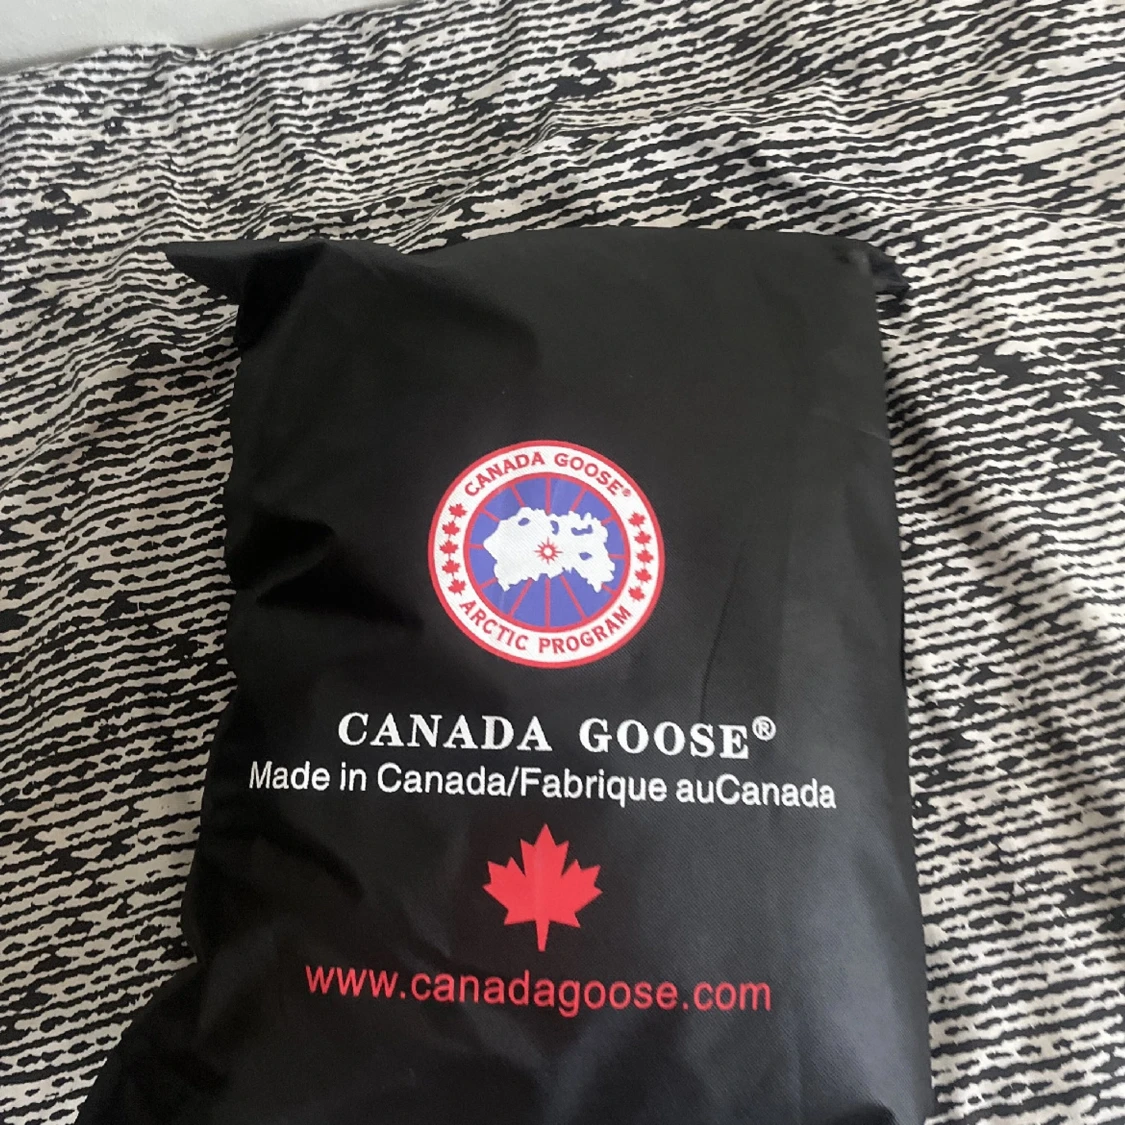 CANADA GOOSE®
ARCTIC PROGRAM
CANADA GOOSE®
Made in Canada/Fabrique auCanada
www.canadagoose.com